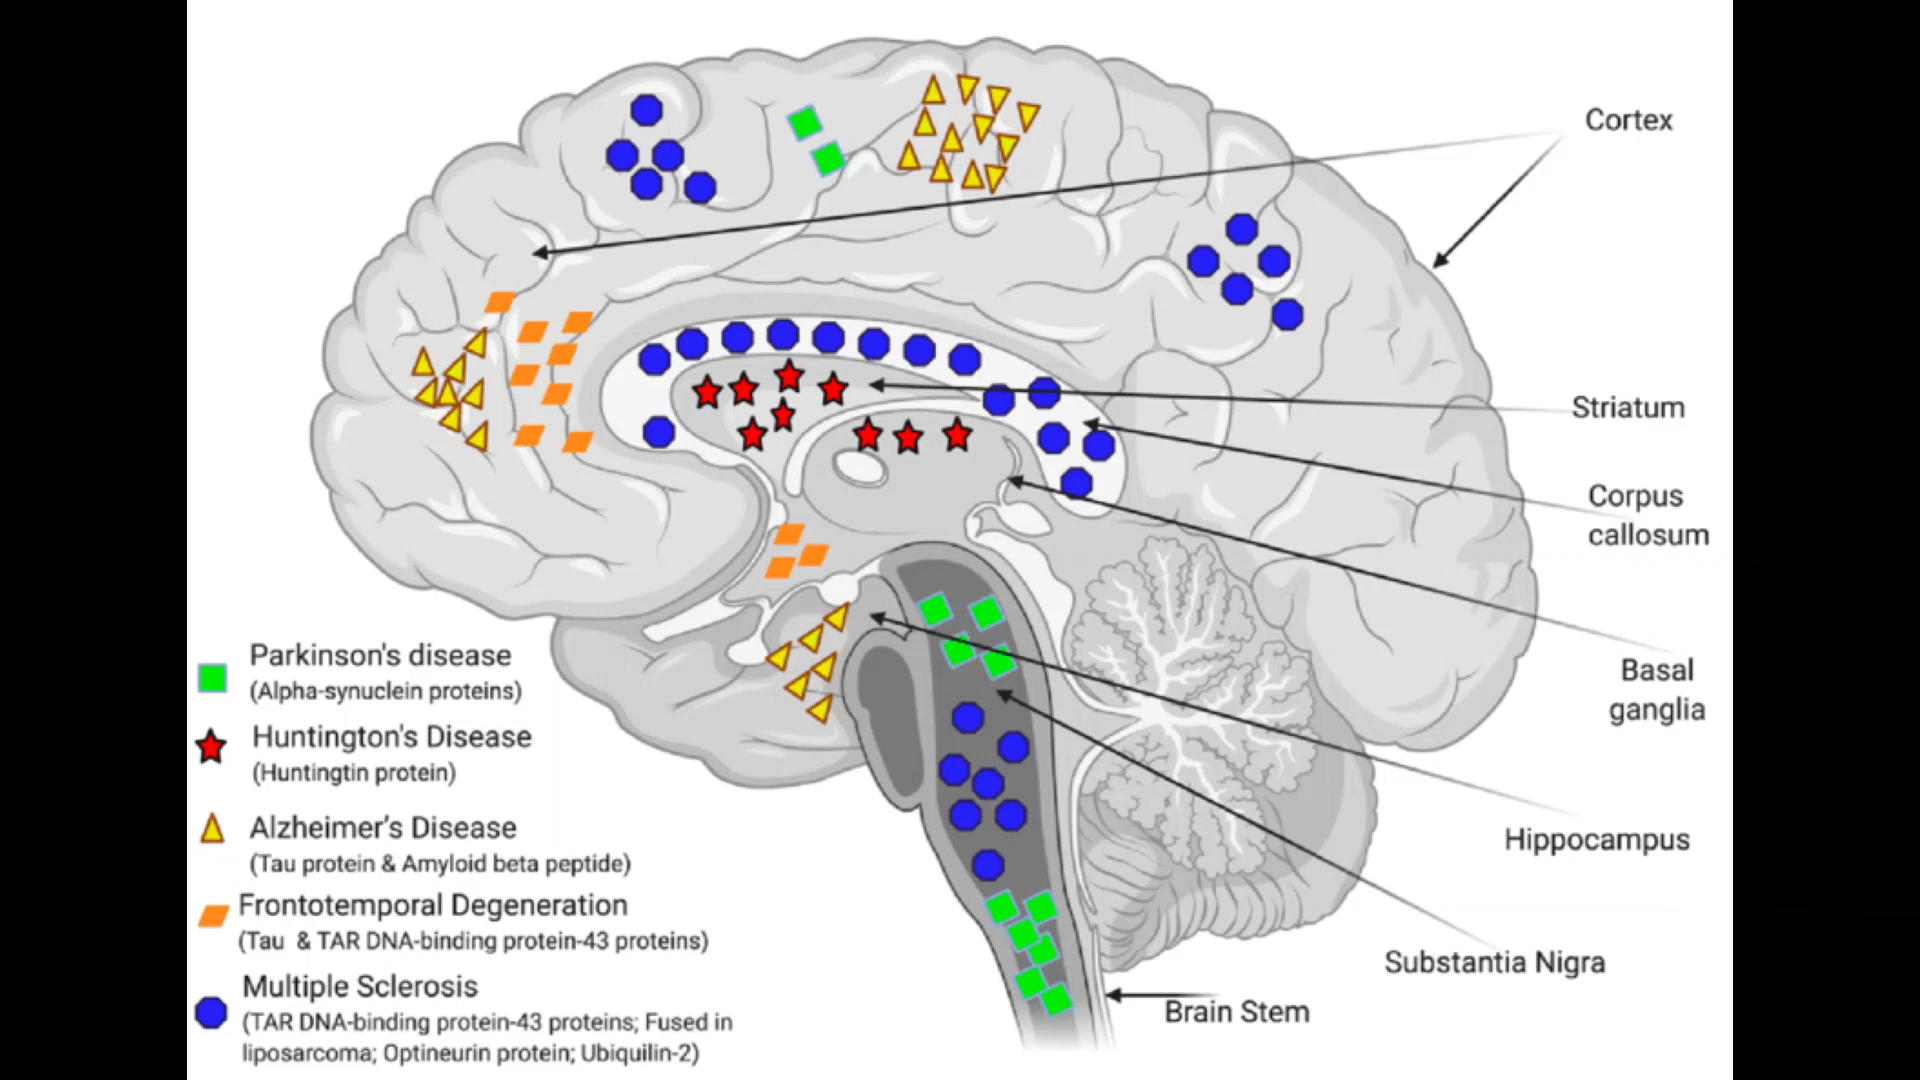 Cortex
Striatum
Corpus
callosum
Basal
ganglia
Hippocampus
Substantia Nigra
Brain Stem
Parkinson's disease
(Alpha-synuclein proteins)
Huntington's Disease
(Huntingtin protein)
Alzheimer's Disease
(Tau protein & Amyloid beta peptide)
Frontotemporal Degeneration
(Tau & TAR DNA-binding protein-43 proteins)
Multiple Sclerosis
(TAR DNA-binding protein-43 proteins; Fused in
liposarcoma; Optineurin protein; Ubiquilin-2)